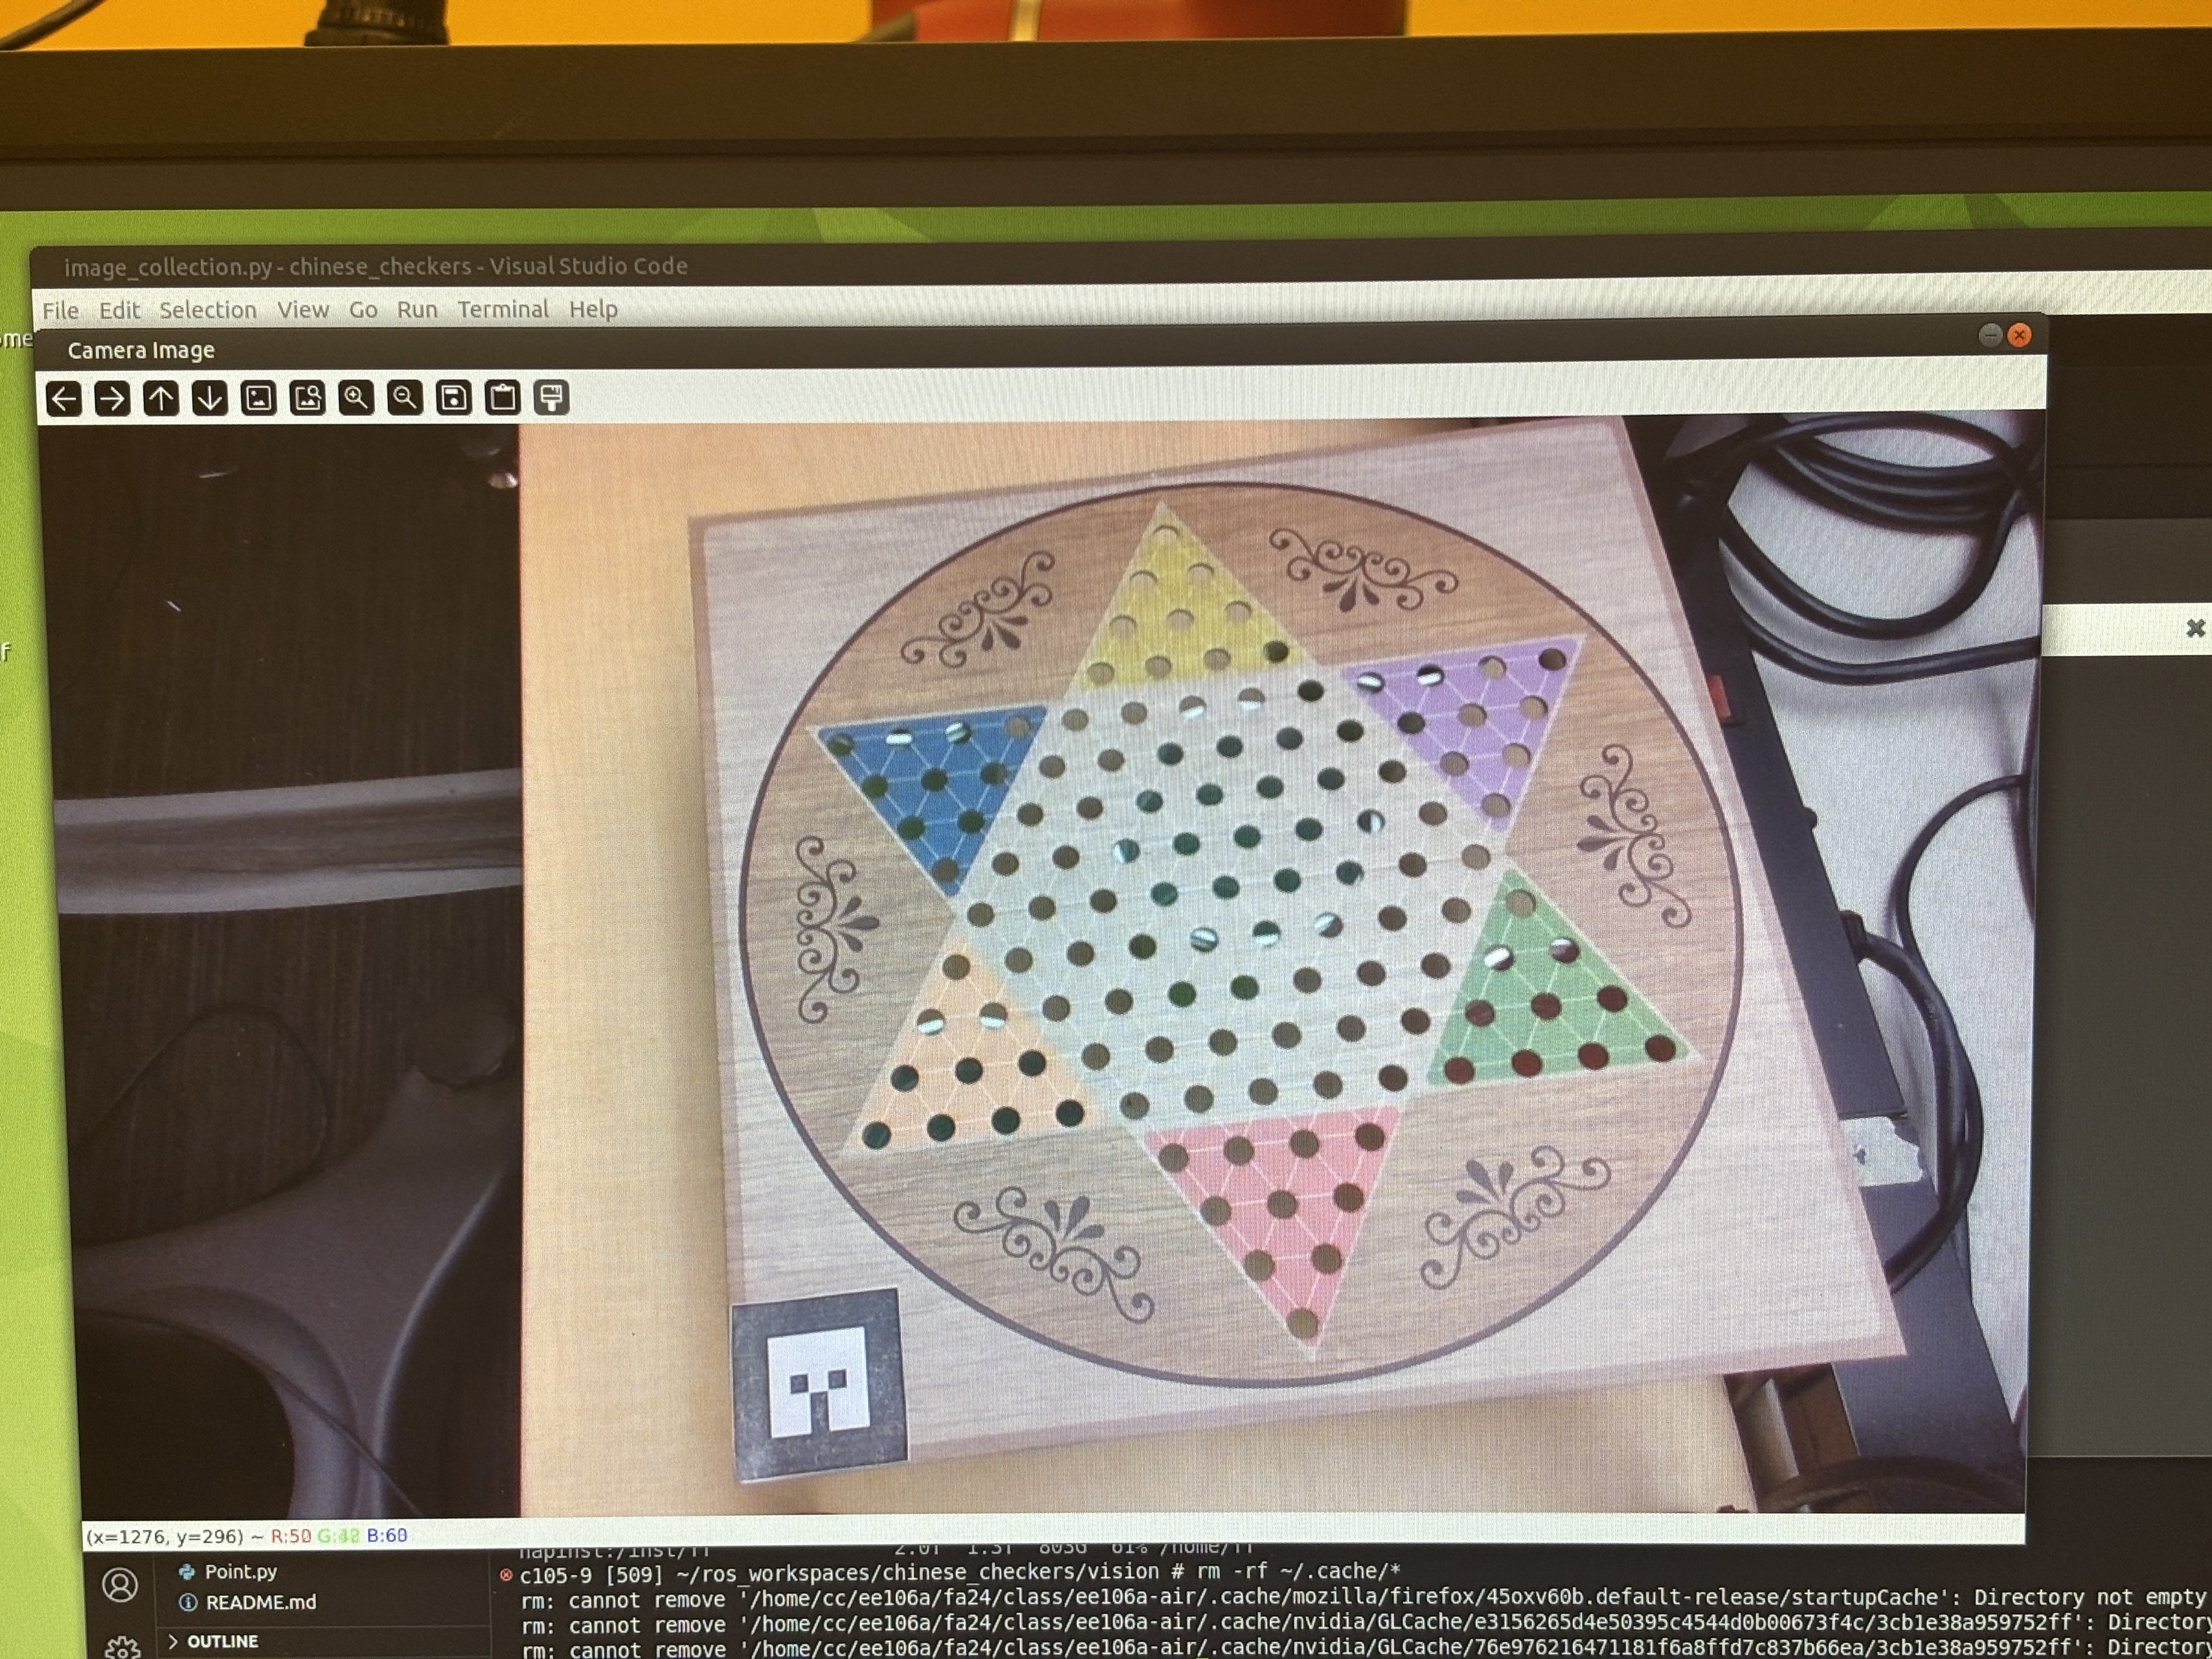 image_collection.py - chinese_checkers - Visual Studio Code
File Edit Selection View Go Run Terminal Help
Camera Image
(x=1276, y=296) ~ R:50 G:48 B:60
Point.py
README.md
OUTLINE
c105-9 [509] ~/ros_workspaces/chinese_checkers/vision # rm -rf ~/.cache/*
rm: cannot remove '/home/cc/ee106a/fa24/class/ee106a-air/.cache/mozilla/firefox/45oxv60b.default-release/startupCache': Directory not empty
rm: cannot remove '/home/cc/ee106a/fa24/class/ee106a-air/.cache/nvidia/GLCache/e3156265d4e50395c4544d0b00673f4c/3cb1e38a959752ff': Directory
rm: cannot remove '/home/cc/ee106a/fa24/class/ee106a-air/.cache/nvidia/GLCache/76e976216471181f6a8ffd7c837b66ea/3cb1e38a959752ff': Directory